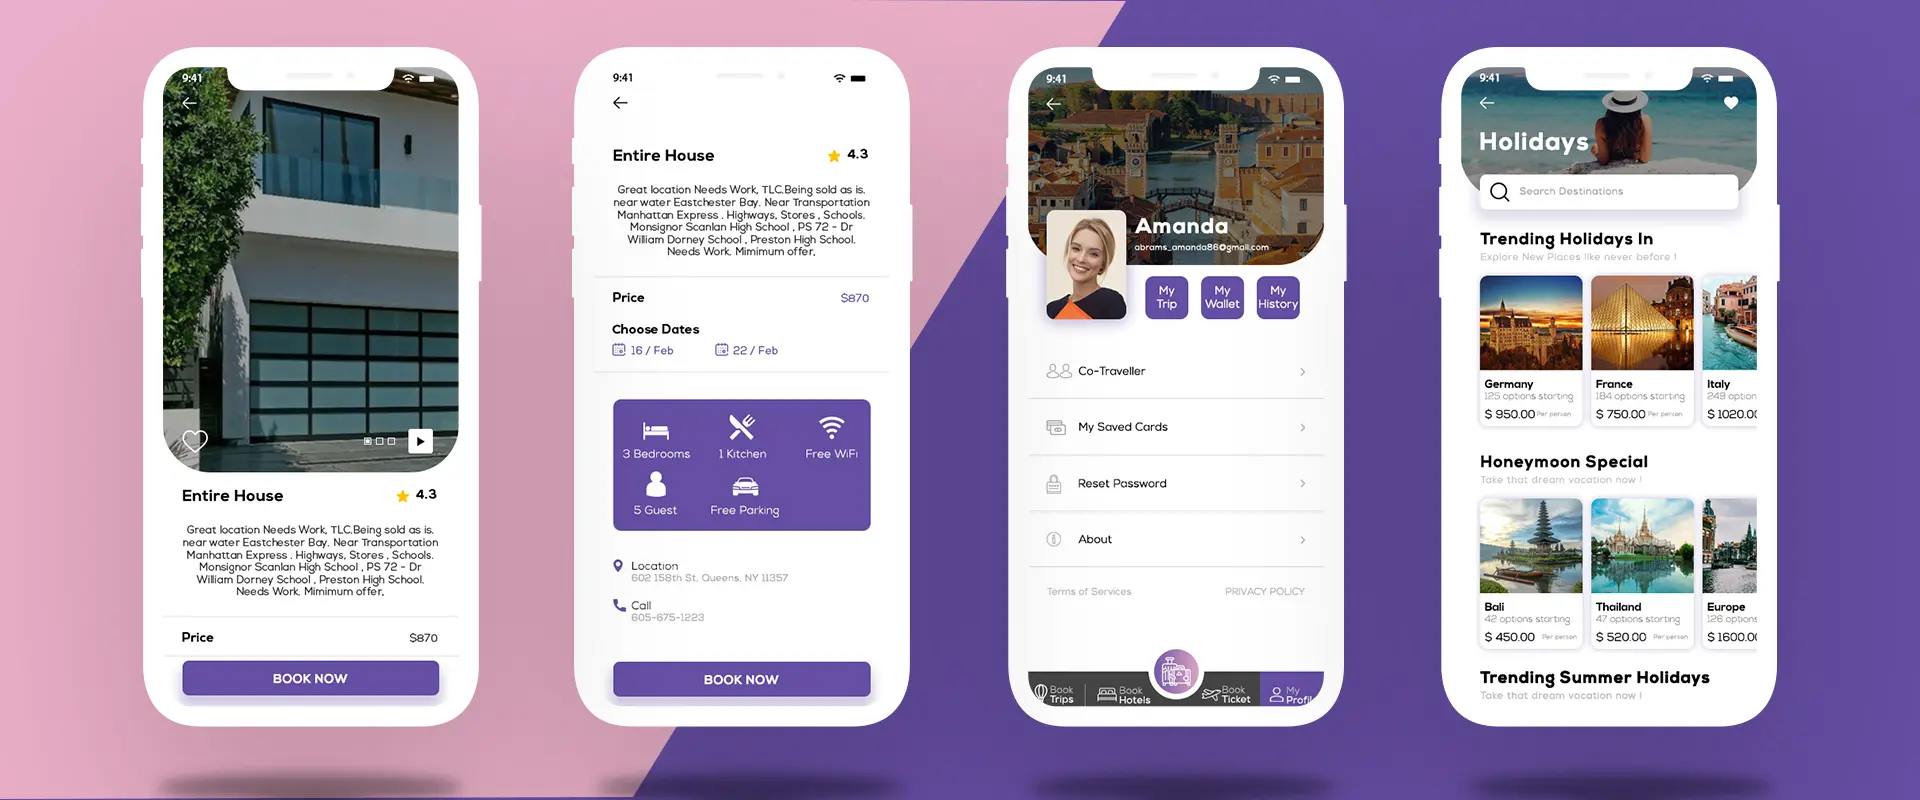 9:41
Entire House
4.3
Great location Needs Work, TLC.Being sold as is.
near water Eastchester Bay. Near Transportation
Manhattan Express . Highways, Stores , Schools.
Monsignor Scanlan High School , PS 72 - Dr
William Dorney School , Preston High School.
Needs Work. Mimimum offer,
Price
$870
BOOK NOW
9:41
Entire House
4.3
Great location Needs Work, TLC.Being sold as is.
near water Eastchester Bay. Near Transportation
Manhattan Express . Highways, Stores , Schools.
Monsignor Scanlan High School , PS 72 - Dr
William Dorney School , Preston High School.
Needs Work. Mimimum offer,
Price
$870
Choose Dates
16 / Feb
22 / Feb
3 Bedrooms
1 Kitchen
Free WiFi
5 Guest
Free Parking
Location
602 158th St, Queens, NY 11357
Call
605-675-1223
BOOK NOW
9:41
Amanda
abrams_amanda86@gmail.com
My
Trip
My
Wallet
My
History
Co-Traveller
My Saved Cards
Reset Password
About
Terms of Services
PRIVACY POLICY
Book
Trips
Book
Hotels
Book
Ticket
My
Profil
9:41
Holidays
Search Destinations
Trending Holidays In
Explore New Places like never before !
Germany
125 options starting
$ 950.00 Per person
France
184 options starting
$ 750.00 Per person
Italy
249 option
$ 1020.00
Honeymoon Special
Take that dream vacation now !
Bali
42 options starting
$ 450.00 Per person
Thailand
47 options starting
$ 520.00 Per person
Europe
126 options
$ 1600.00
Trending Summer Holidays
Take that dream vacation now !